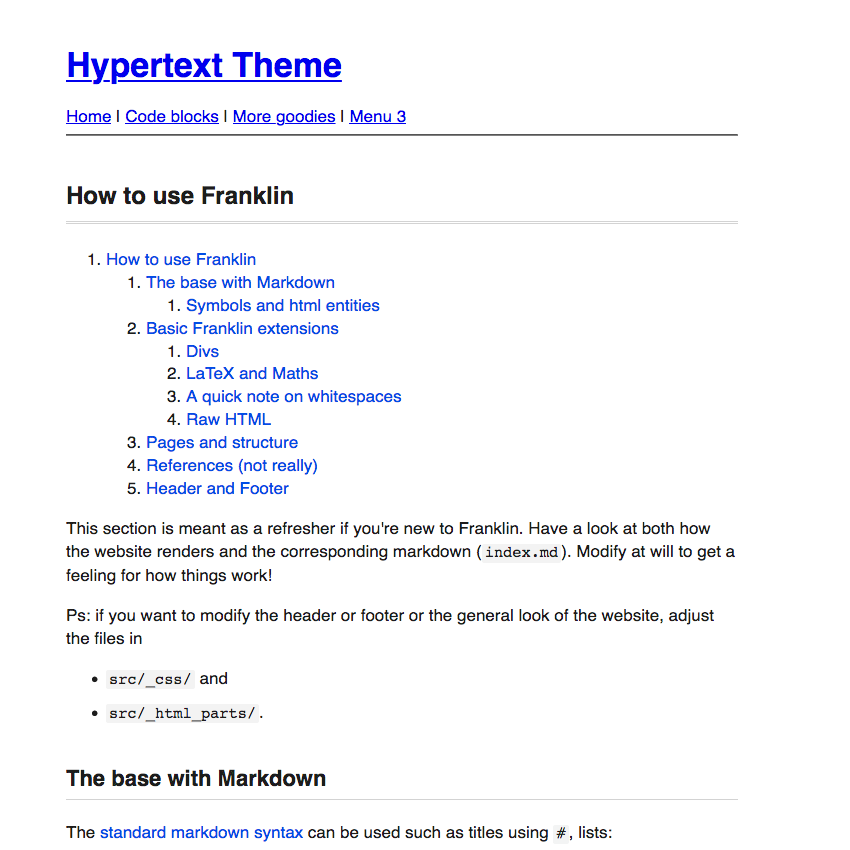 Hypertext Theme
Home | Code blocks | More goodies | Menu 3
How to use Franklin
1. How to use Franklin
1. The base with Markdown
1. Symbols and html entities
2. Basic Franklin extensions
1. Divs
2. LaTeX and Maths
3. A quick note on whitespaces
4. Raw HTML
3. Pages and structure
4. References (not really)
5. Header and Footer
This section is meant as a refresher if you're new to Franklin. Have a look at both how
the website renders and the corresponding markdown (index.md). Modify at will to get a
feeling for how things work!
Ps: if you want to modify the header or footer or the general look of the website, adjust
the files in
• src/_css/ and
• src/_html_parts/.
The base with Markdown
The standard markdown syntax can be used such as titles using #, lists: